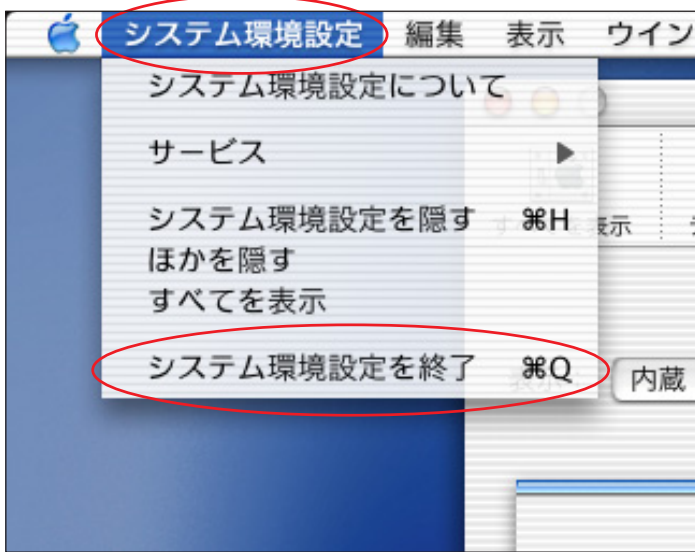 システム環境設定 編集 表示 ウイン
システム環境設定について
サービス ▶
システム環境設定を隠す ⌘H
ほかを隠す
すべてを表示
システム環境設定を終了 ⌘Q
表示
内蔵